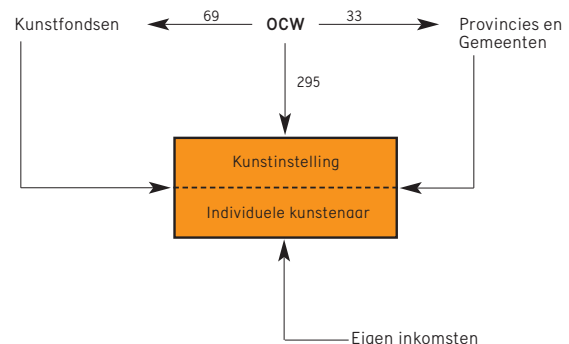 Kunstfondsen
69
OCW
33
Provincies en
Gemeenten
295
Kunstinstelling
Individuele kunstenaar
Eigen inkomsten